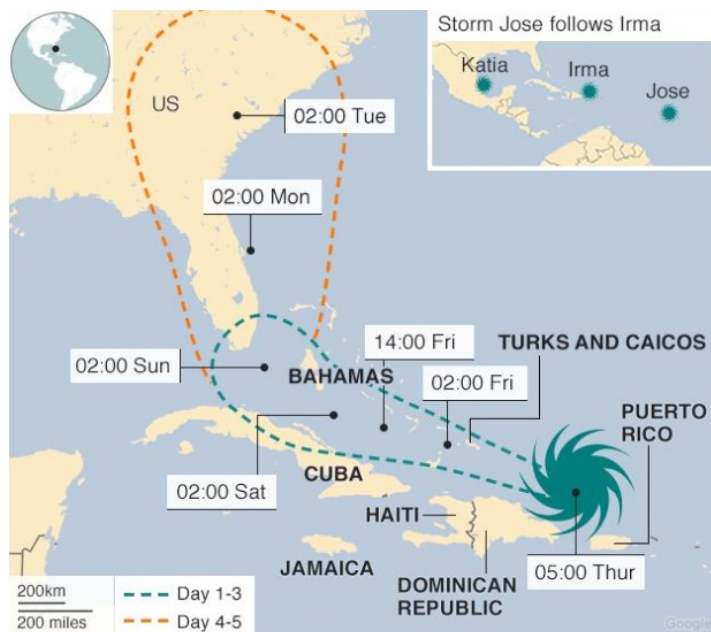 Storm Jose follows Irma
Katia
Irma
Jose
US
02:00 Tue
02:00 Mon
14:00 Fri
TURKS AND CAICOS
02:00 Sun
BAHAMAS
02:00 Fri
PUERTO
RICO
02:00 Sat
CUBA
HAITI
05:00 Thur
JAMAICA
DOMINICAN
REPUBLIC
200km
200 miles
Day 1-3
Day 4-5
Google